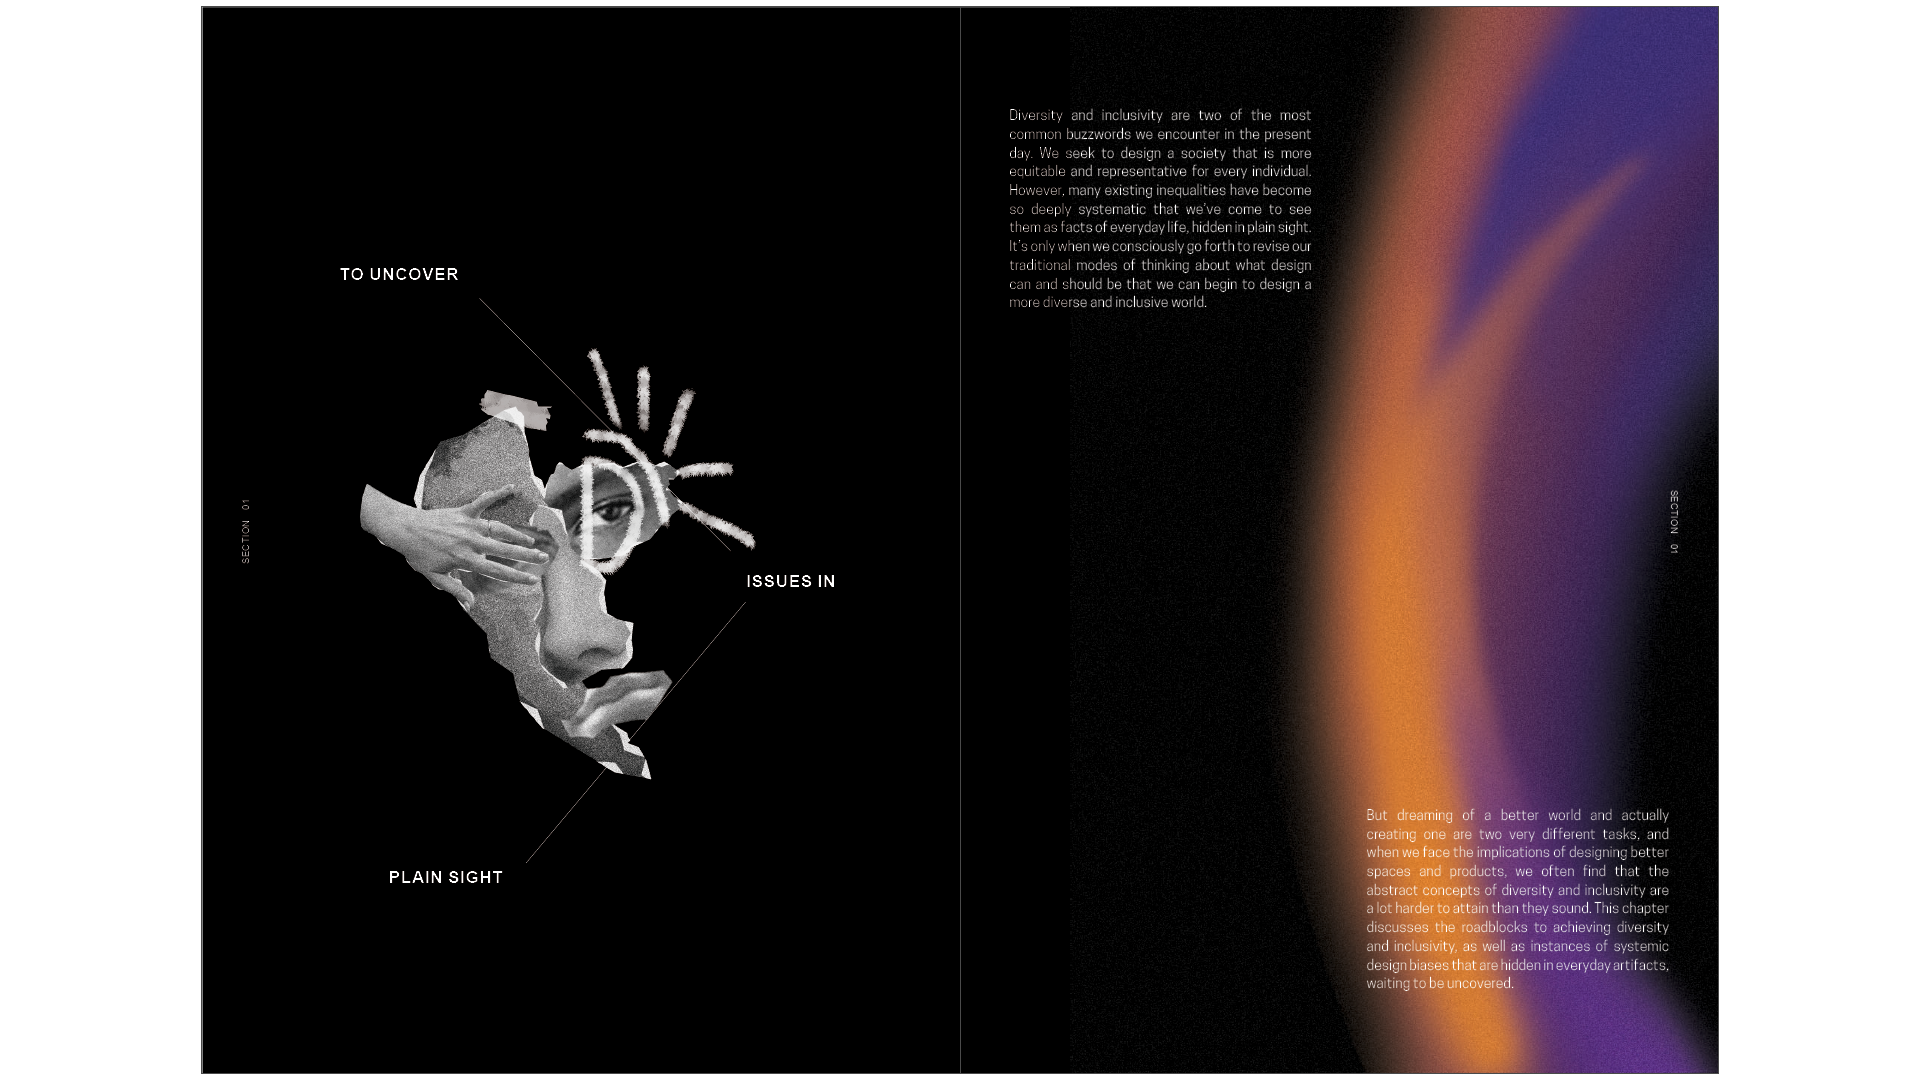 TO UNCOVER
ISSUES IN
PLAIN SIGHT
SECTION 01
Diversity and inclusivity are two of the most
common buzzwords we encounter in the present
day. We seek to design a society that is more
equitable and representative for every individual.
However, many existing inequalities have become
so deeply systematic that we've come to see
them as facts of everyday life, hidden in plain sight.
It's only when we consciously go forth to revise our
traditional modes of thinking about what design
can and should be that we can begin to design a
more diverse and inclusive world.
SECTION 01
But dreaming of a better world and actually
creating one are two very different tasks, and
when we face the implications of designing better
spaces and products, we often find that the
abstract concepts of diversity and inclusivity are
a lot harder to attain than they sound. This chapter
discusses the roadblocks to achieving diversity
and inclusivity, as well as instances of systemic
design biases that are hidden in everyday artifacts,
waiting to be uncovered.